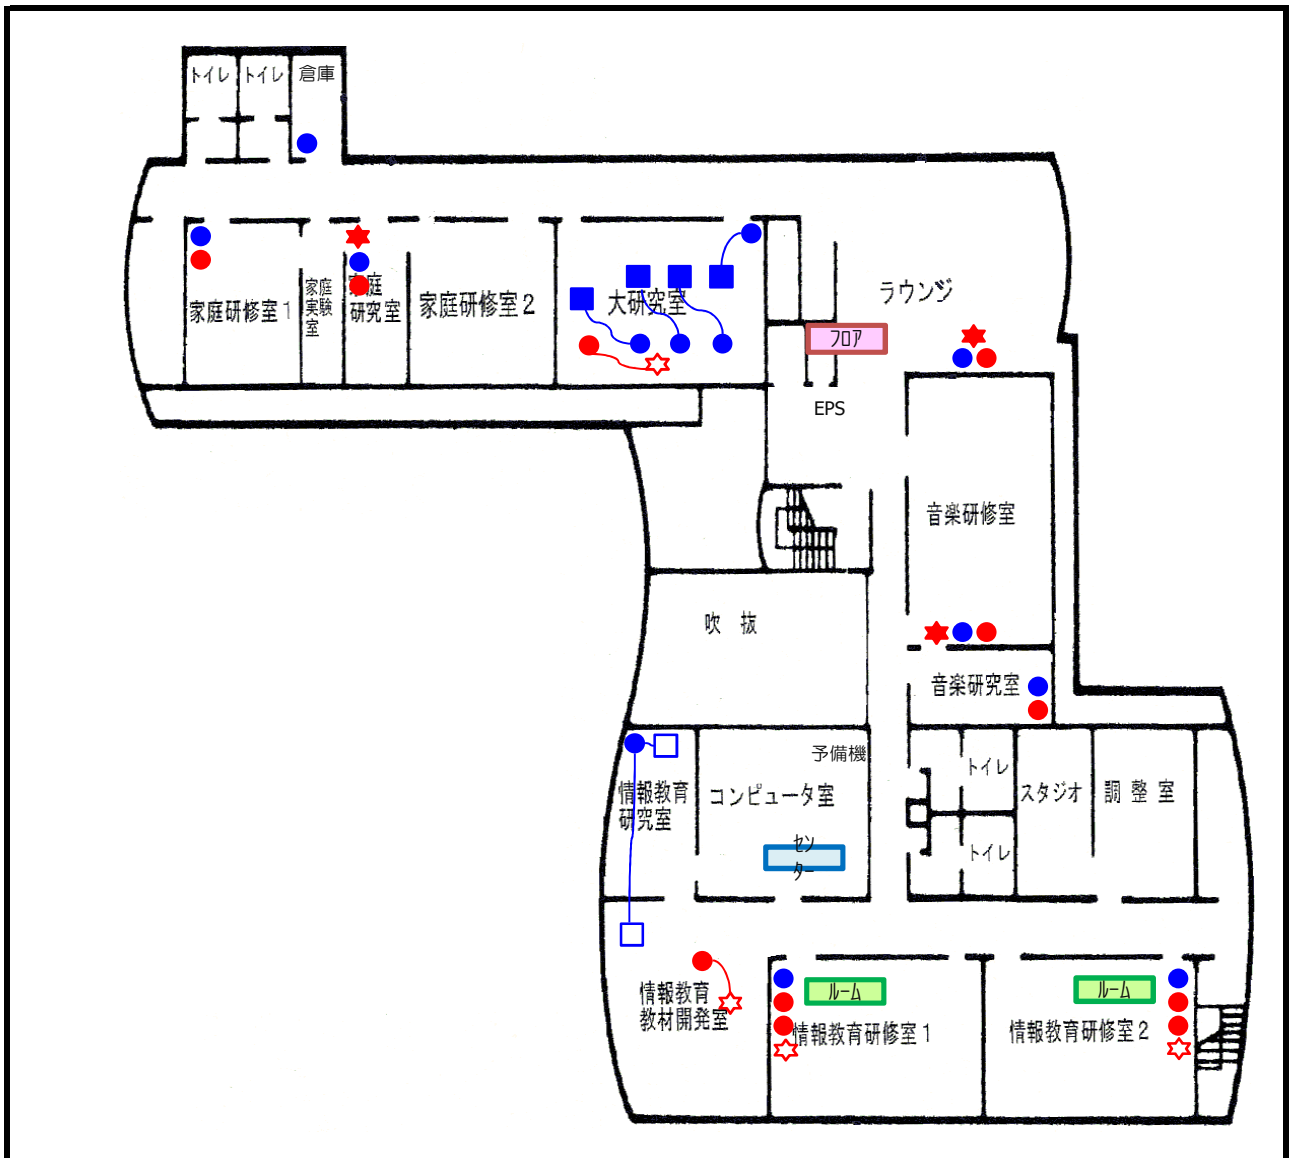 トイレ
トイレ
倉庫
家庭研修室1
家庭
実験
室
家庭
研究室
家庭研修室2
大研究室
ラウンジ
フロア
EPS
音楽研修室
吹 抜
音楽研究室
情報教育
研究室
コンピュータ室
予備機
セン
ター
トイレ
トイレ
スタジオ
調 整 室
情報教育
教材開発室
ルーム
情報教育研修室1
ルーム
情報教育研修室2